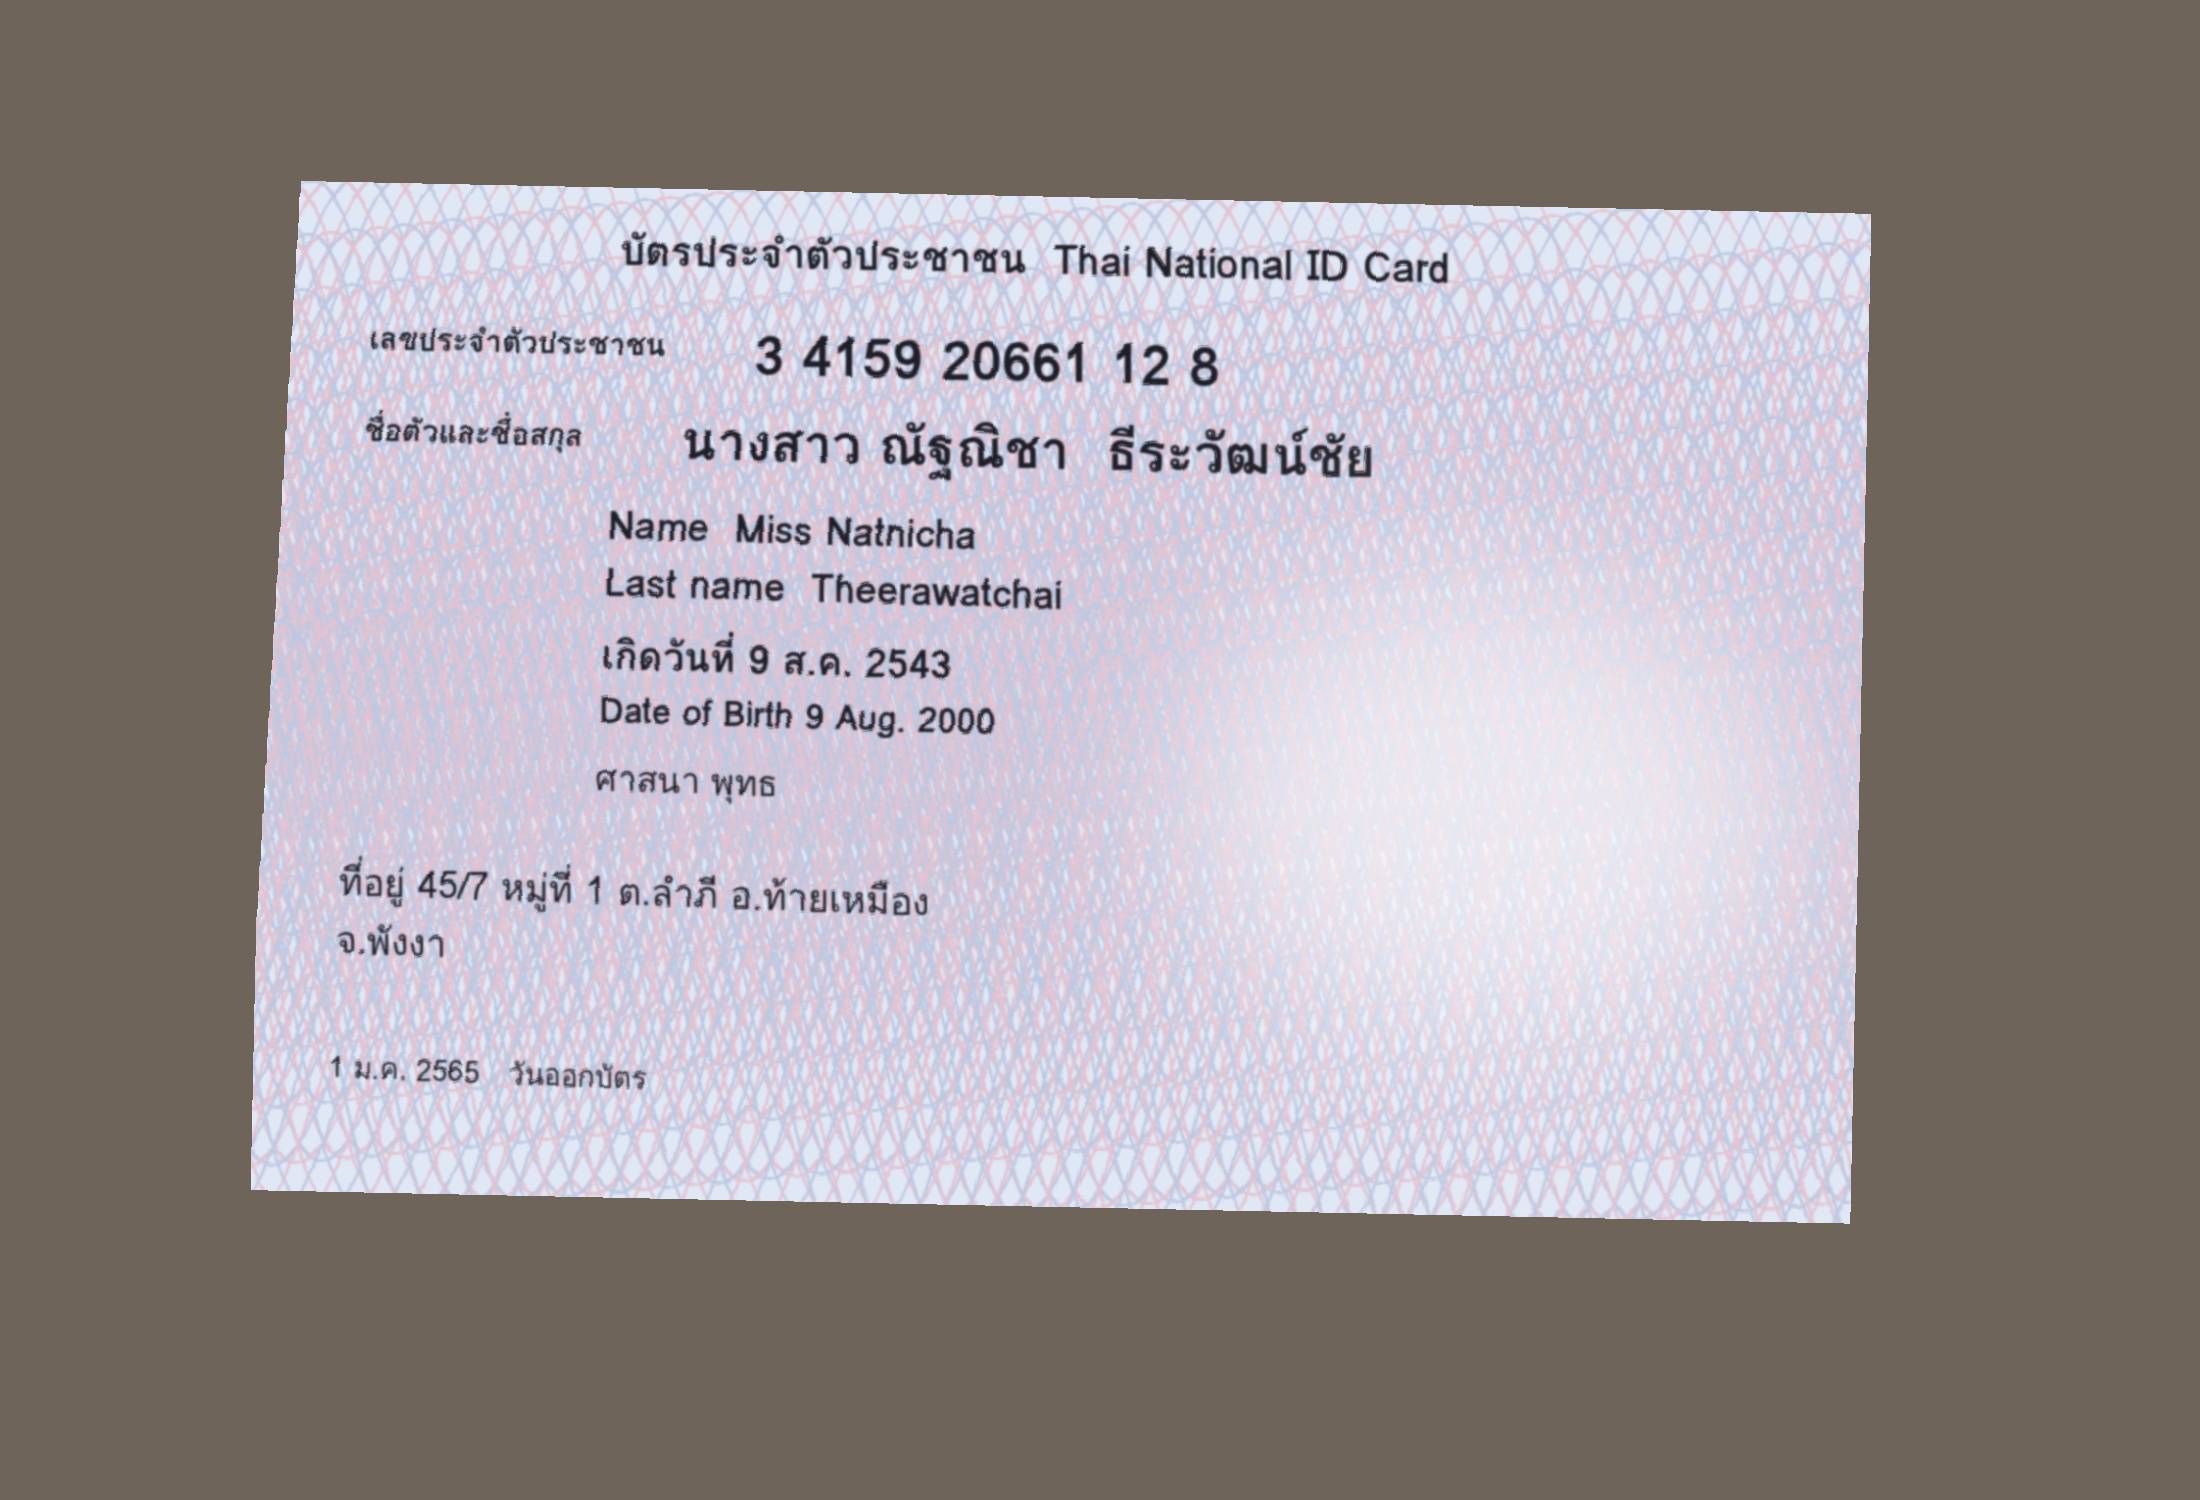 บัตรประจำตัวประชาชน Thai National ID Card
เลขประจำตัวประชาชน 3 4159 20661 12 8
ชื่อตัวและชื่อสกุล นางสาว ณัฐณิชา ธีระวัฒน์ชัย
Name Miss Natnicha
Last name Theerawatchai
เกิดวันที่ 9 ส.ค. 2543
Date of Birth 9 Aug. 2000
ศาสนา พุทธ
ที่อยู่ 45/7 หมู่ที่ 1 ต.ลำภี อ.ท้ายเหมือง
จ.พังงา
1 ม.ค. 2565 วันออกบัตร